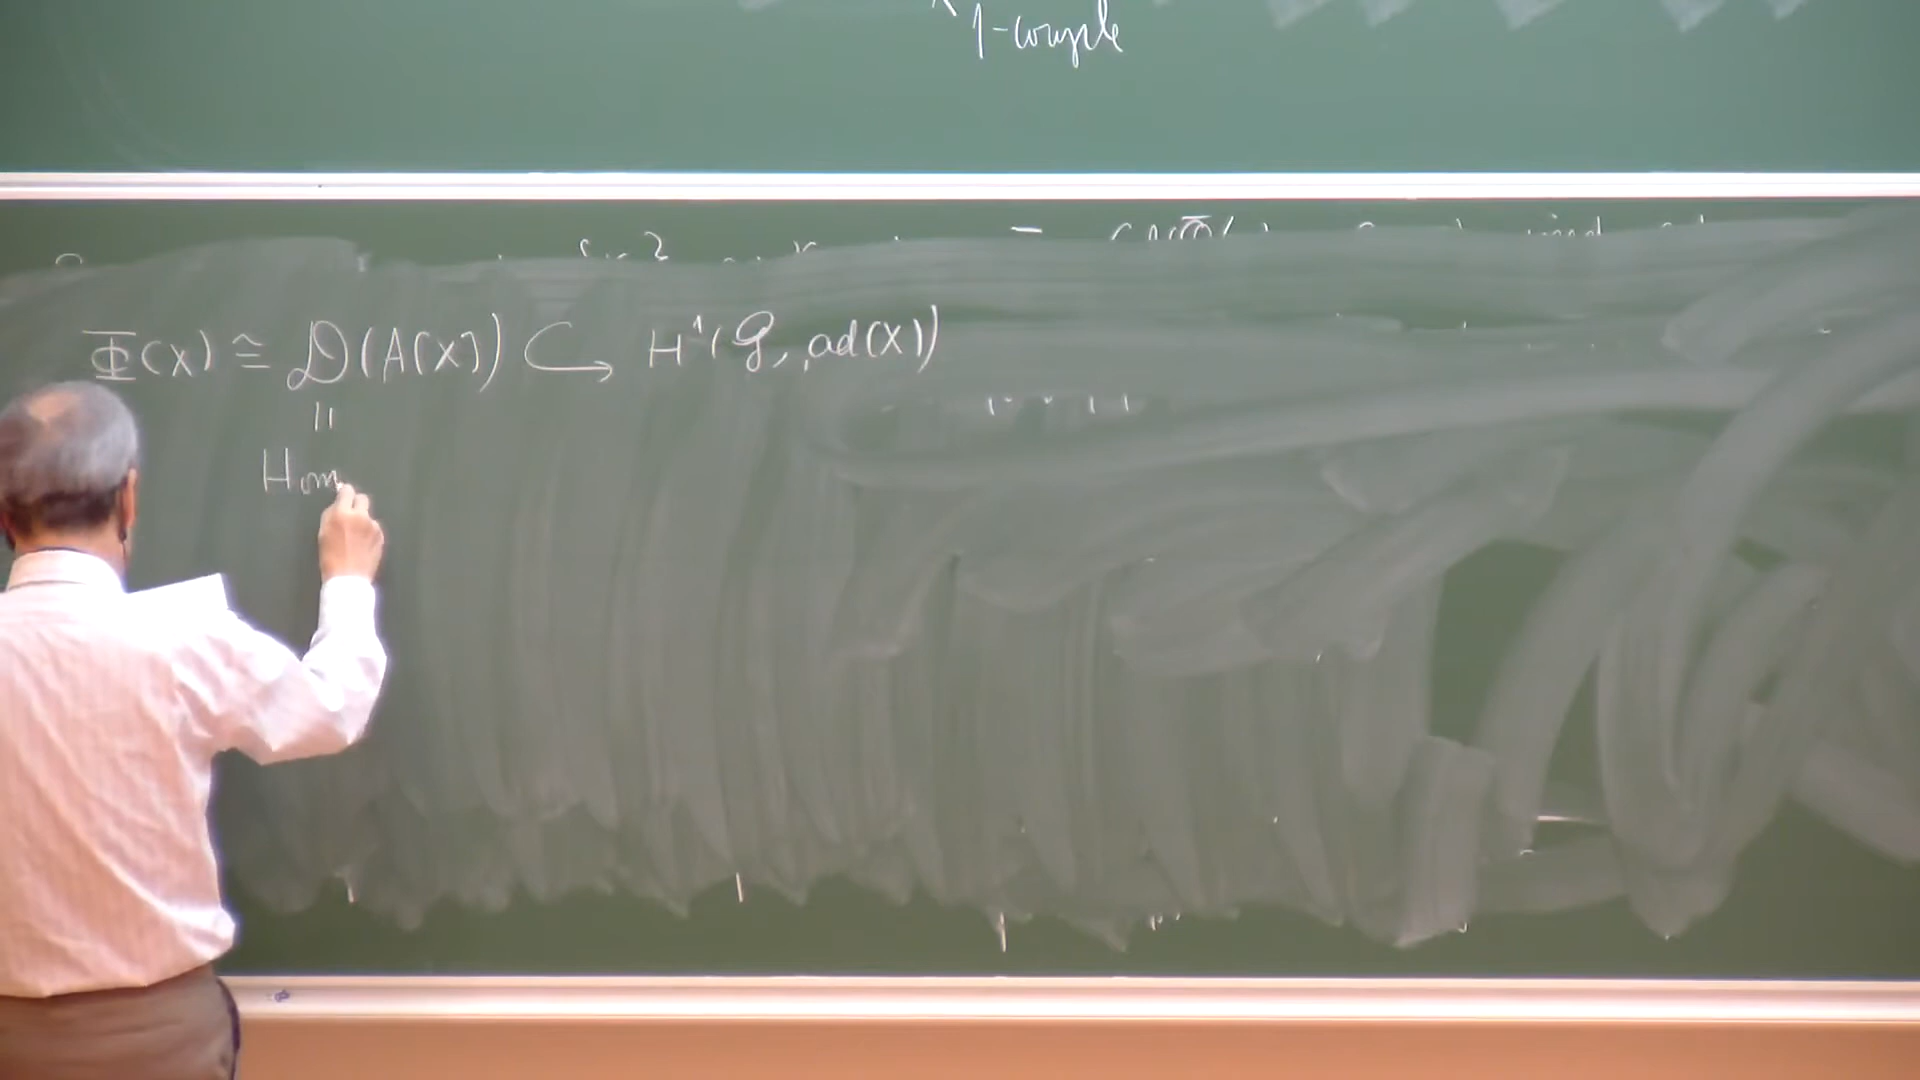 1-cocycle
Φ(X) ≅ 𝒟(A(X)) ↪ H¹(𝒢, ad(X))
||
Hom